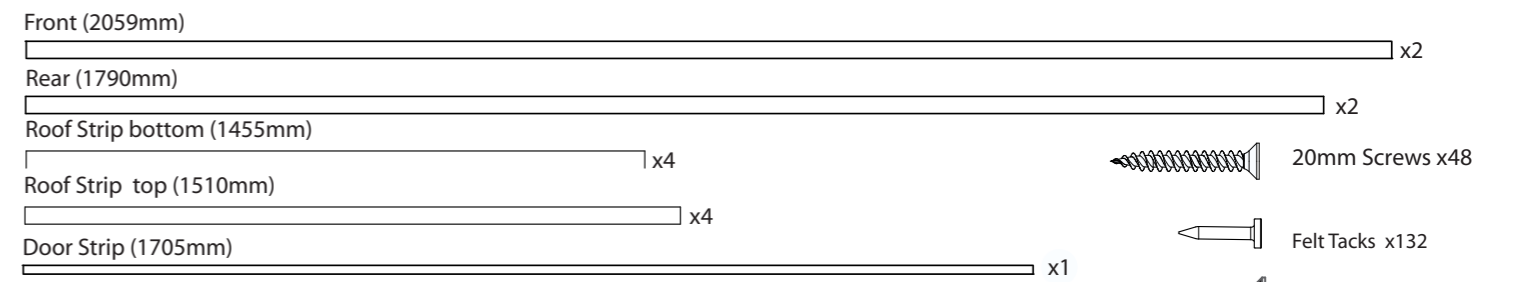 Front (2059mm)
x2
Rear (1790mm)
x2
Roof Strip bottom (1455mm)
x4
20mm Screws x48
Roof Strip  top (1510mm)
x4
Felt Tacks  x132
Door Strip (1705mm)
x1